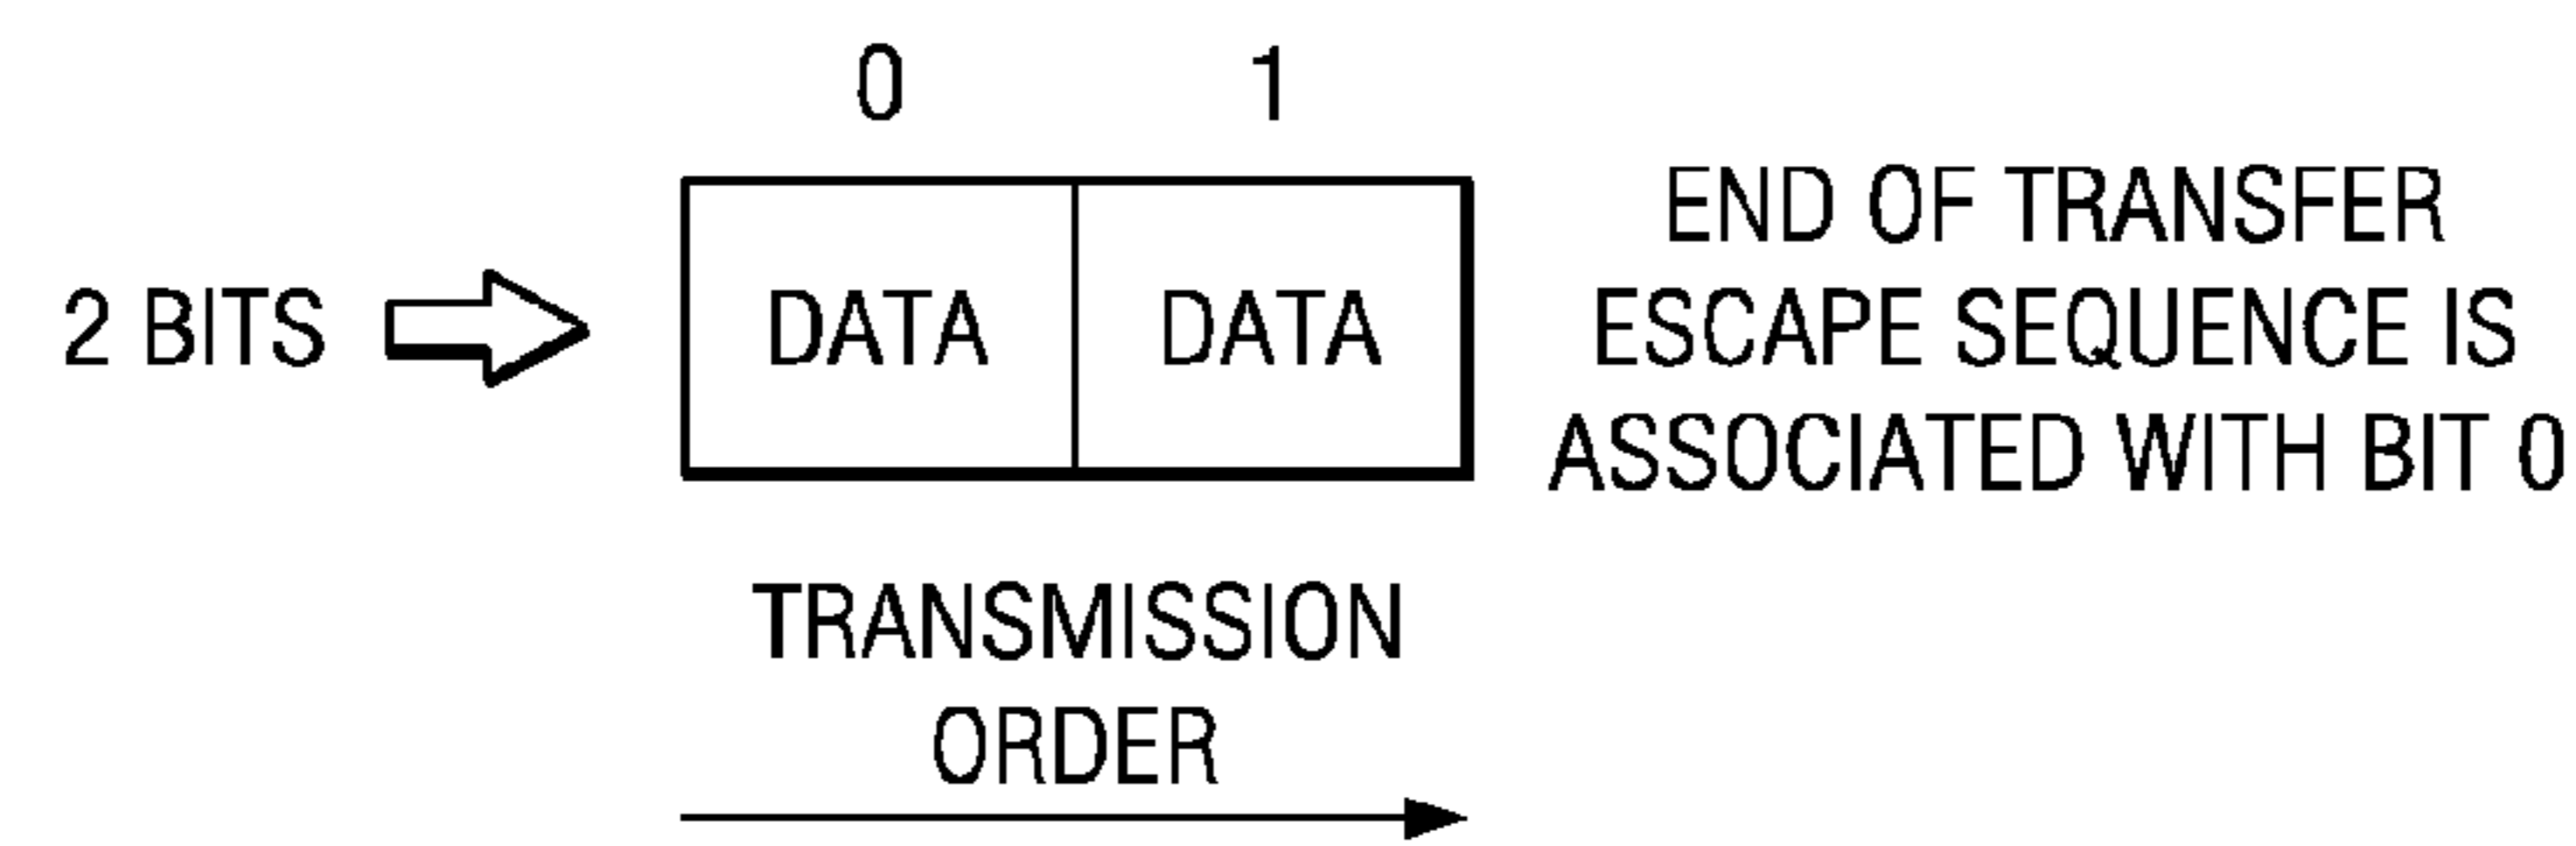 0 1
END OF TRANSFER
2 BITS DATA DATA ESCAPE SEQUENCE IS
ASSOCIATED WITH BIT 0
TRANSMISSION
ORDER